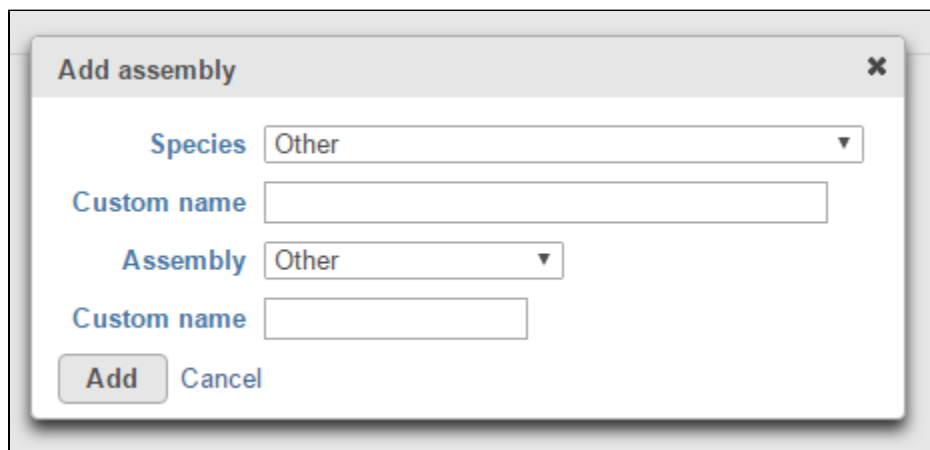 Add assembly
Species Other
Custom name
Assembly Other
Custom name
Add Cancel